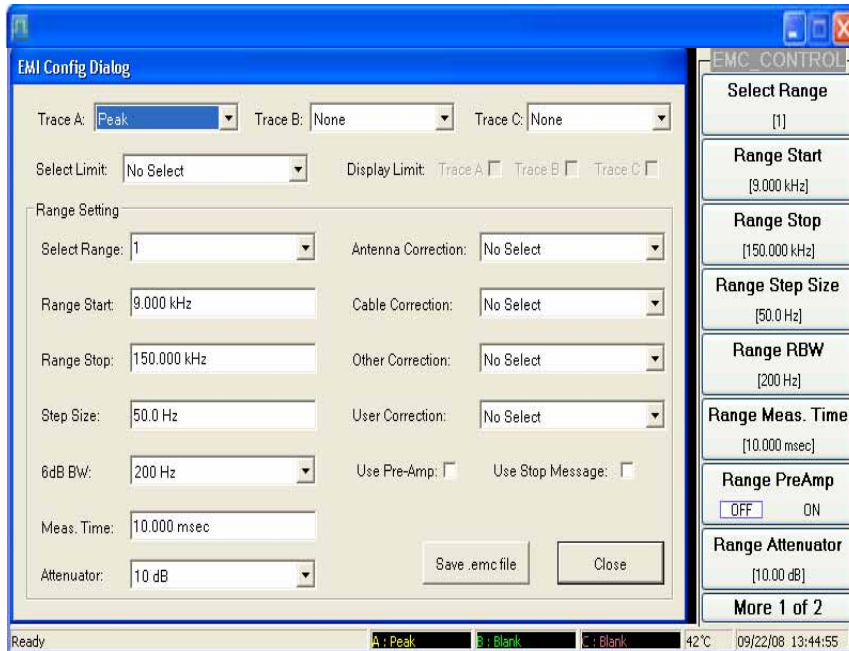 EMI Config Dialog
Trace A: Peak Trace B: None Trace C: None
Select Limit: No Select Display Limit: Trace A Trace B Trace C
Range Setting
Select Range: 1 Antenna Correction: No Select
Range Start: 9.000 kHz Cable Correction: No Select
Range Stop: 150.000 kHz Other Correction: No Select
Step Size: 50.0 Hz User Correction: No Select
6dB BW: 200 Hz Use Pre-Amp: Use Stop Message:
Meas. Time: 10.000 msec
Attenuator: 10 dB
Save .emc file Close
EMC_CONTROL
Select Range
[1]
Range Start
[9.000 kHz]
Range Stop
[150.000 kHz]
Range Step Size
[50.0 Hz]
Range RBW
[200 Hz]
Range Meas. Time
[10.000 msec]
Range PreAmp
OFF ON
Range Attenuator
[10.00 dB]
More 1 of 2
Ready A : Peak B : Blank C : Blank 42°C 09/22/08 13:44:55